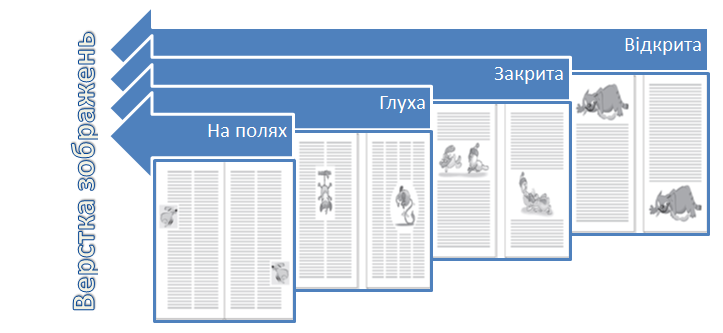 Верстка зображень
Відкрита
Закрита
Глуха
На полях